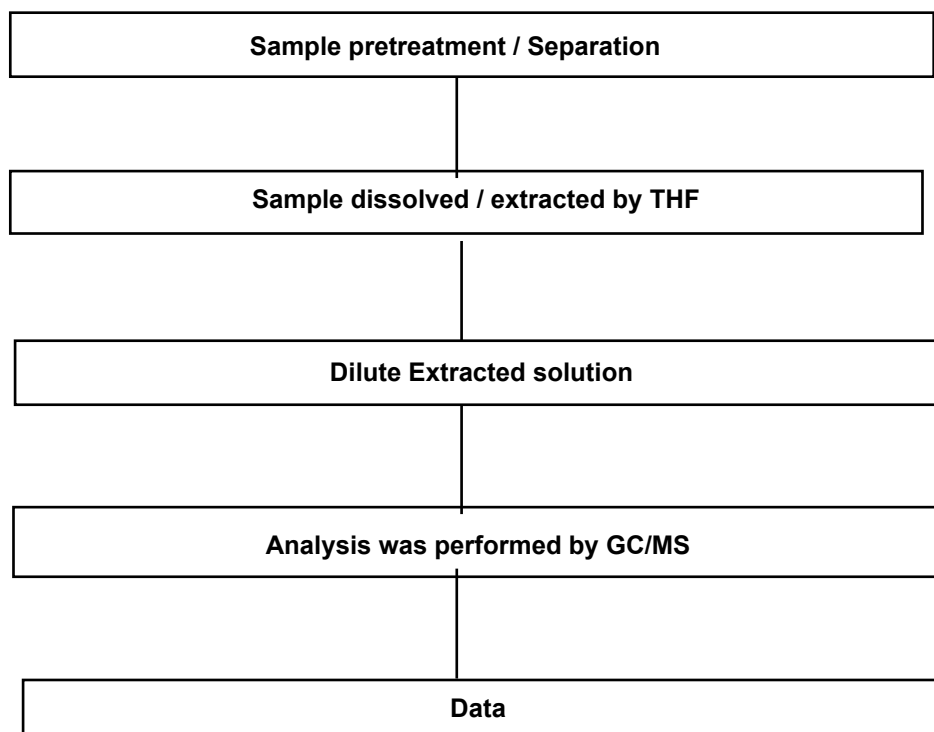 Sample pretreatment / Separation
Sample dissolved / extracted by THF
Dilute Extracted solution
Analysis was performed by GC/MS
Data